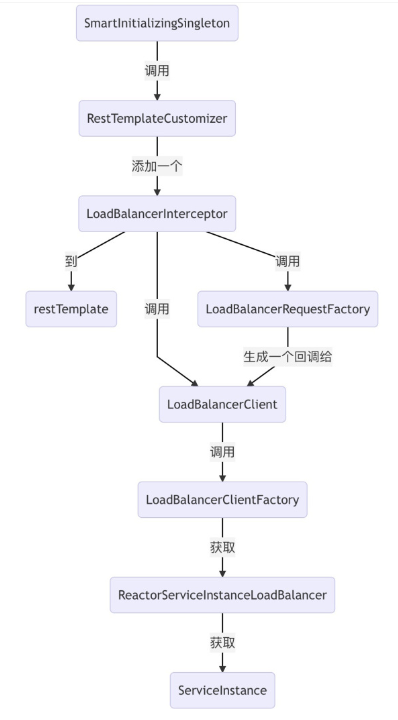 SmartInitializingSingleton
调用
RestTemplateCustomizer
添加一个
LoadBalancerInterceptor
到
调用
调用
restTemplate
LoadBalancerRequestFactory
生成一个回调给
LoadBalancerClient
调用
LoadBalancerClientFactory
获取
ReactorServiceInstanceLoadBalancer
获取
ServiceInstance